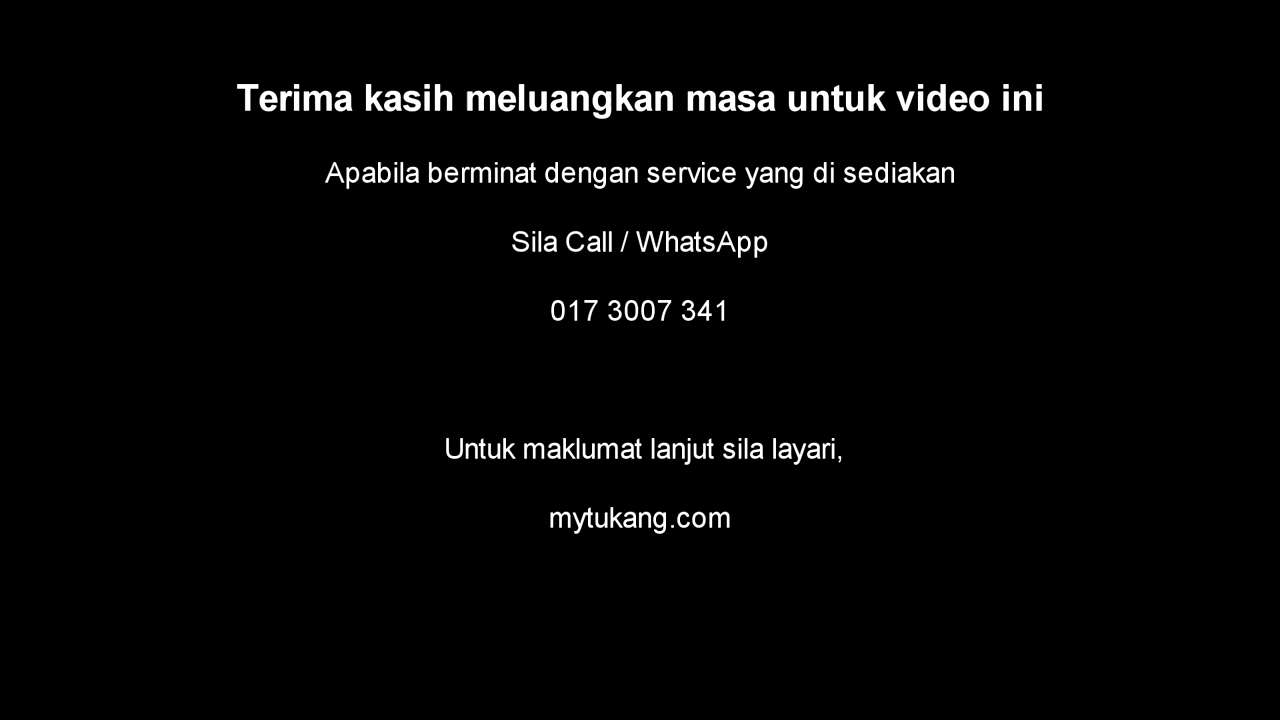 Terima kasih meluangkan masa untuk video ini
Apabila berminat dengan service yang di sediakan
Sila Call / WhatsApp
017 3007 341
Untuk maklumat lanjut sila layari,
mytukang.com